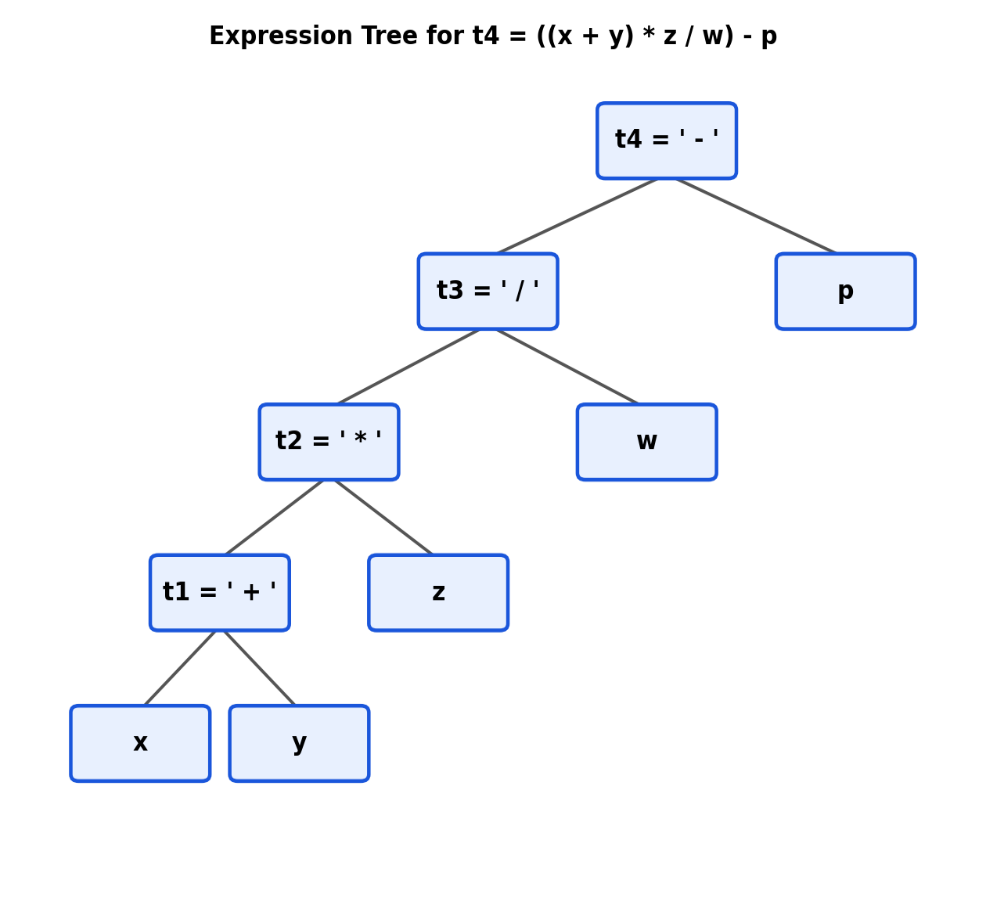 Expression Tree for t4 = ((x + y) * z / w) - p
t4 = ' - '
t3 = ' / '
p
t2 = ' * '
w
t1 = ' + '
z
x
y